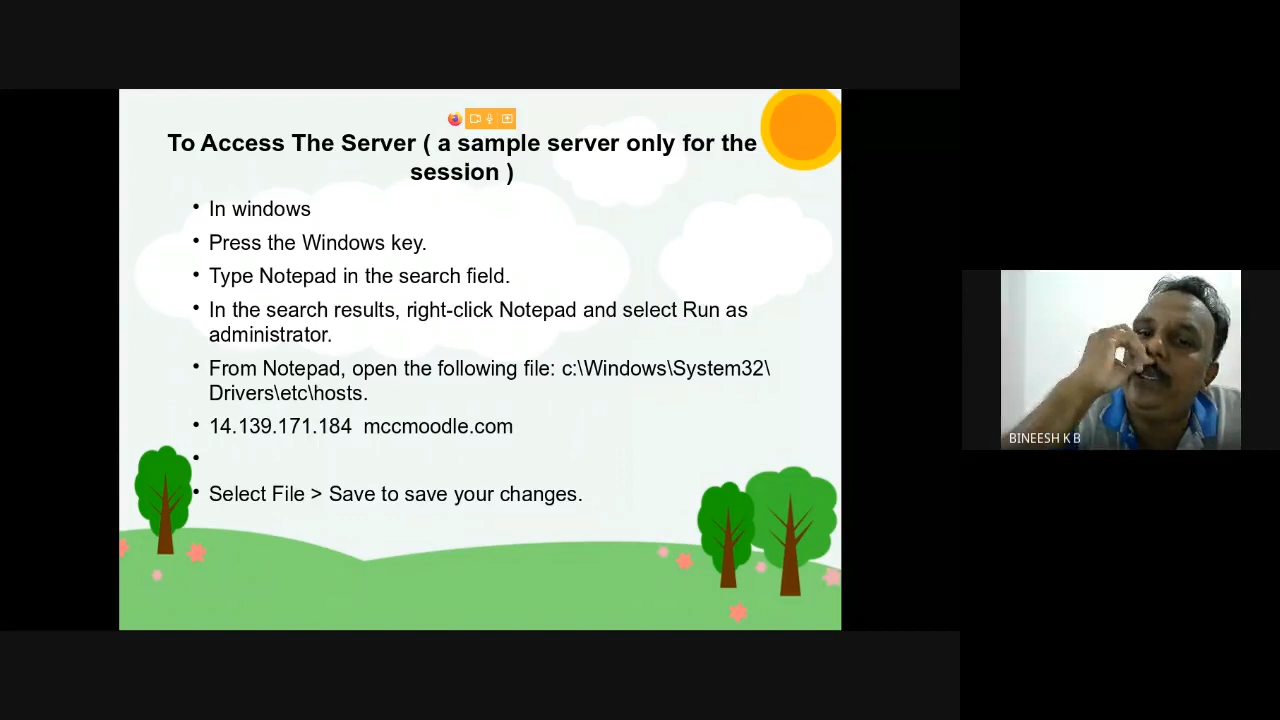 To Access The Server ( a sample server only for the
session )
• In windows
• Press the Windows key.
• Type Notepad in the search field.
• In the search results, right-click Notepad and select Run as
administrator.
• From Notepad, open the following file: c:\Windows\System32\
Drivers\etc\hosts.
• 14.139.171.184  mccmoodle.com
•
• Select File > Save to save your changes.
BINEESH K B